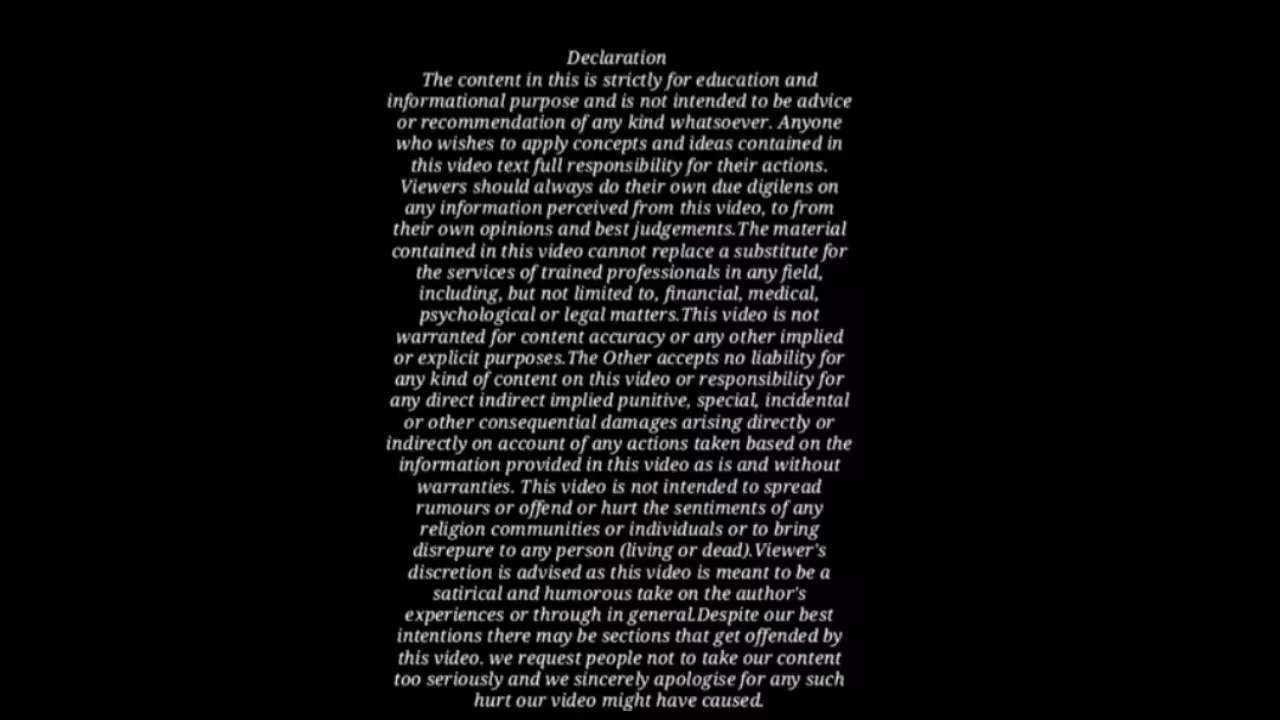 Declaration
The content in this is strictly for education and
informational purpose and is not intended to be advice
or recommendation of any kind whatsoever. Anyone
who wishes to apply concepts and ideas contained in
this video text full responsibility for their actions.
Viewers should always do their own due digilens on
any information perceived from this video, to from
their own opinions and best judgements.The material
contained in this video cannot replace a substitute for
the services of trained professionals in any field,
including, but not limited to, financial, medical,
psychological or legal matters.This video is not
warranted for content accuracy or any other implied
or explicit purposes.The Other accepts no liability for
any kind of content on this video or responsibility for
any direct indirect implied punitive, special, incidental
or other consequential damages arising directly or
indirectly on account of any actions taken based on the
information provided in this video as is and without
warranties. This video is not intended to spread
rumours or offend or hurt the sentiments of any
religion communities or individuals or to bring
disrepure to any person (living or dead).Viewer's
discretion is advised as this video is meant to be a
satirical and humorous take on the author's
experiences or through in general.Despite our best
intentions there may be sections that get offended by
this video. we request people not to take our content
too seriously and we sincerely apologise for any such
hurt our video might have caused.